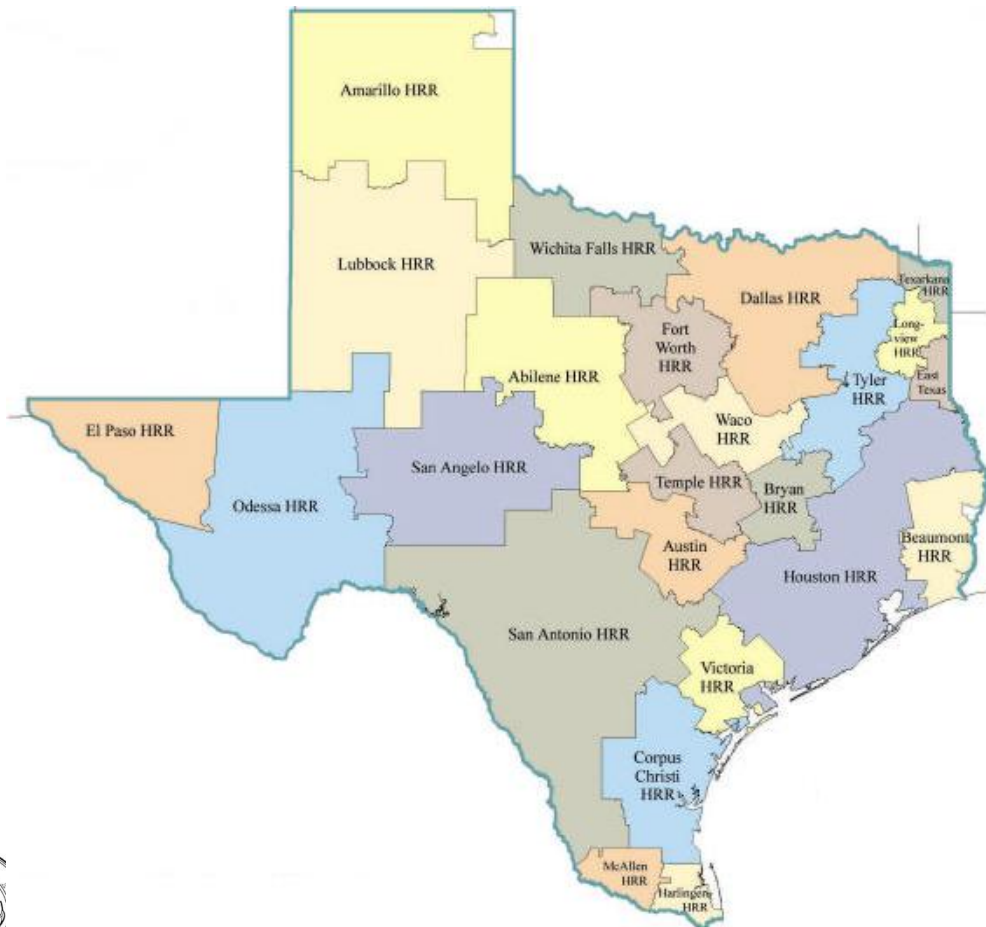 Amarillo HRR
Lubbock HRR
Wichita Falls HRR
Dallas HRR
Texarkana
HRR
Long-
view
HRR
Fort
Worth
HRR
Abilene HRR
Tyler
HRR
East
Texas
El Paso HRR
Waco
HRR
San Angelo HRR
Temple HRR
Bryan
HRR
Odessa HRR
Austin
HRR
Beaumont
HRR
Houston HRR
San Antonio HRR
Victoria
HRR
Corpus
Christi
HRR
McAllen
HRR
Harlingen
HRR